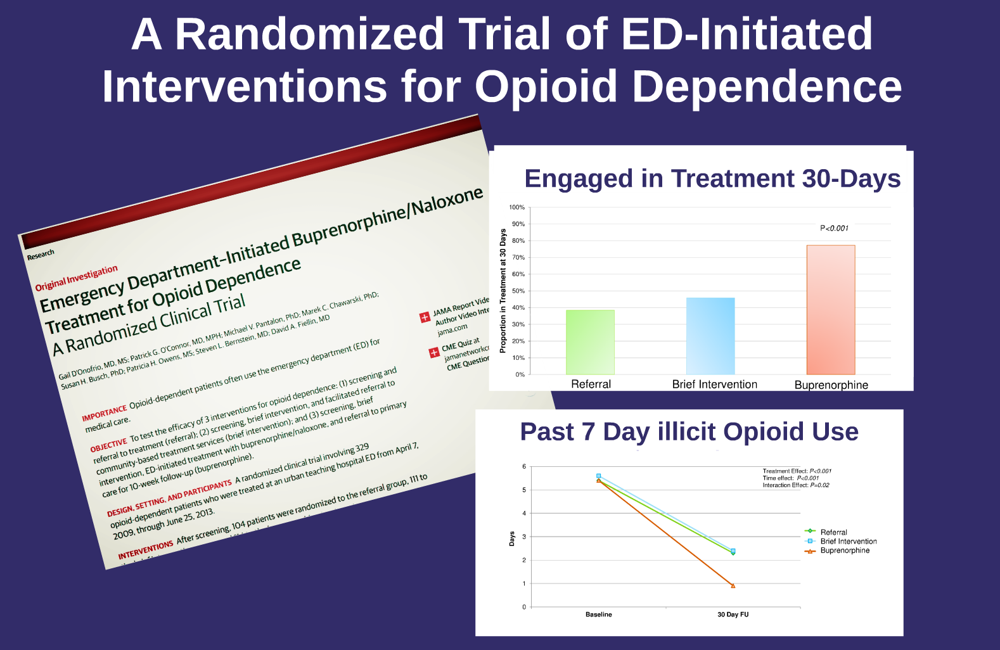 A Randomized Trial of ED-Initiated
Interventions for Opioid Dependence
Research
Original Investigation
Emergency Department–Initiated Buprenorphine/Naloxone
Treatment for Opioid Dependence
A Randomized Clinical Trial
Gail D'Onofrio, MD, MS; Patrick G. O'Connor, MD, MPH; Michael V. Pantalon, PhD; Marek C. Chawarski, PhD;
Susan H. Busch, PhD; Patricia H. Owens, MS; Steven L. Bernstein, MD; David A. Fiellin, MD
JAMA Report Vide
Author Video Inte
jama.com
CME Quiz at
jamanetworkc
CME Question
IMPORTANCE Opioid-dependent patients often use the emergency department (ED) for
medical care.
OBJECTIVE To test the efficacy of 3 interventions for opioid dependence: (1) screening and
referral to treatment (referral); (2) screening, brief intervention, and facilitated referral to
community-based treatment services (brief intervention); and (3) screening, brief
intervention, ED-initiated treatment with buprenorphine/naloxone, and referral to primary
care for 10-week follow-up (buprenorphine).
DESIGN, SETTING, AND PARTICIPANTS A randomized clinical trial involving 329
opioid-dependent patients who were treated at an urban teaching hospital ED from April 7,
2009, through June 25, 2013.
INTERVENTIONS After screening, 104 patients were randomized to the referral group, 111 to
Engaged in Treatment 30-Days
Proportion in Treatment at 30 Days
100%
90%
80%
70%
60%
50%
40%
30%
20%
10%
0%
P<0.001
Referral
Brief Intervention
Buprenorphine
Past 7 Day illicit Opioid Use
Days
6
5
4
3
2
1
0
Treatment Effect: P<0.001
Time effect: P<0.001
Interaction Effect: P=0.02
Referral
Brief Intervention
Buprenorphine
Baseline
30 Day FU